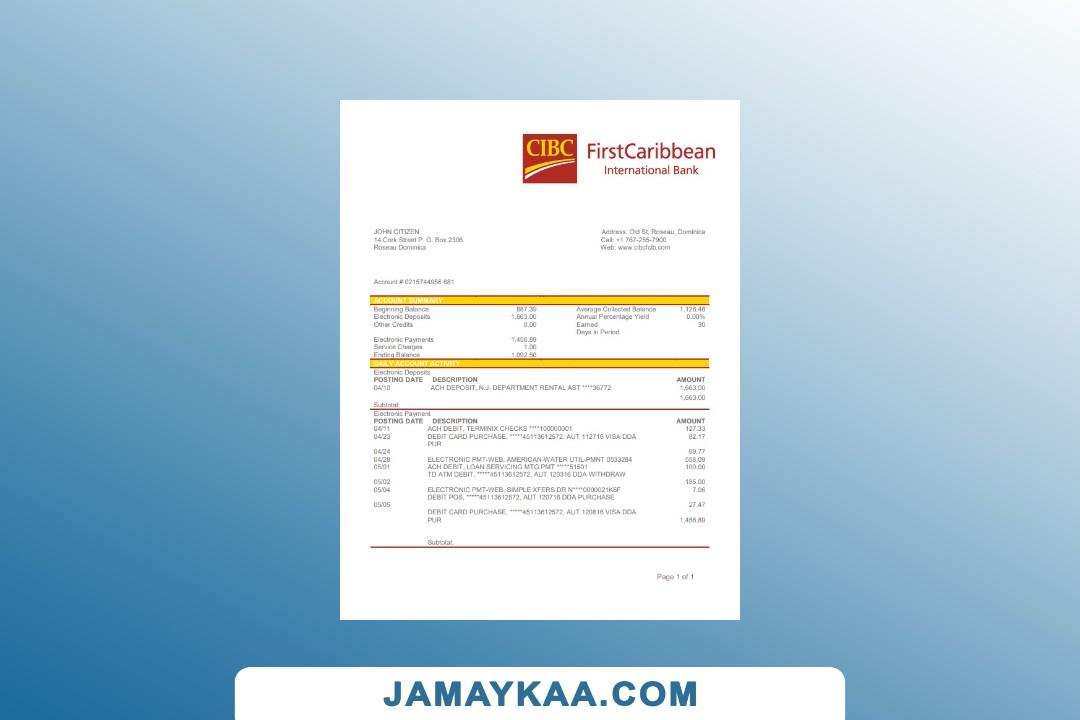 CIBC FirstCaribbean
International Bank
JOHN CITIZEN
14 Cork Street P. O. Box 2306
Roseau Dominica
Address: Old St, Roseau, Dominica
Call: +1 767-255-7900
Web: www.cibcfcib.com
Account # 0215744956 681
ACCOUNT SUMMARY
Beginning Balance 887.39 Average Collected Balance 1,126.48
Electronic Deposits 1,663.00 Annual Percentage Yield 0.00%
Other Credits 0.00 Earned 30
Days in Period
Electronic Payments 1,456.89
Service Charges 1.00
Ending Balance 1,092.50
DAILY ACCOUNT ACTIVITY
Electronic Deposits
POSTING DATE DESCRIPTION AMOUNT
04/10 ACH DEPOSIT, N.J. DEPARTMENT RENTAL AST ****36772 1,663.00
1,663.00
Subtotal:
Electronic Payment
POSTING DATE DESCRIPTION AMOUNT
04/11 ACH DEBIT, TERMINIX CHECKS ****100000001 127.33
04/23 DEBIT CARD PURCHASE, *****45113612572, AUT 112716 VISA DDA 82.17
PUR
04/24 69.77
04/28 ELECTRONIC PMT-WEB, AMERICAN-WATER UTIL-PMNT 0533284 558.09
05/01 ACH DEBIT, LOAN SERVICING MTG PMT *****51501 100.00
TD ATM DEBIT, *****45113612572, AUT 120316 DDA WITHDRAW
05/02 185.00
05/04 ELECTRONIC PMT-WEB, SIMPLE XFERS DR N****0000021K6F 7.06
DEBIT POS, *****45113612572, AUT 120716 DDA PURCHASE
05/05 27.47
DEBIT CARD PURCHASE, *****45113612572, AUT 120816 VISA DDA
PUR 1,456.89
Subtotal:
Page 1 of 1
JAMAYKAA.COM